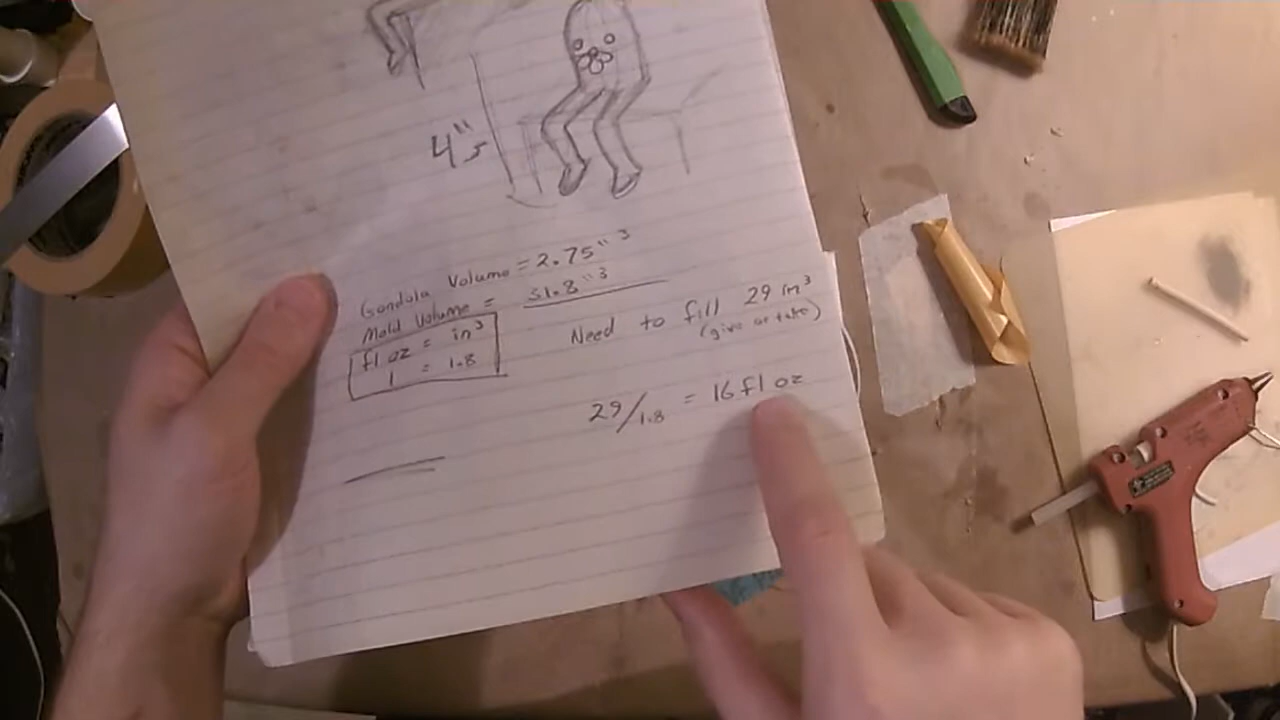 4"
Gondola Volume = 2.75"³
Mold Volume = 31.8"³
fl oz = in³
1 = 1.8
Need to fill 29 in³
(give or take)
29/1.8 = 16 fl oz